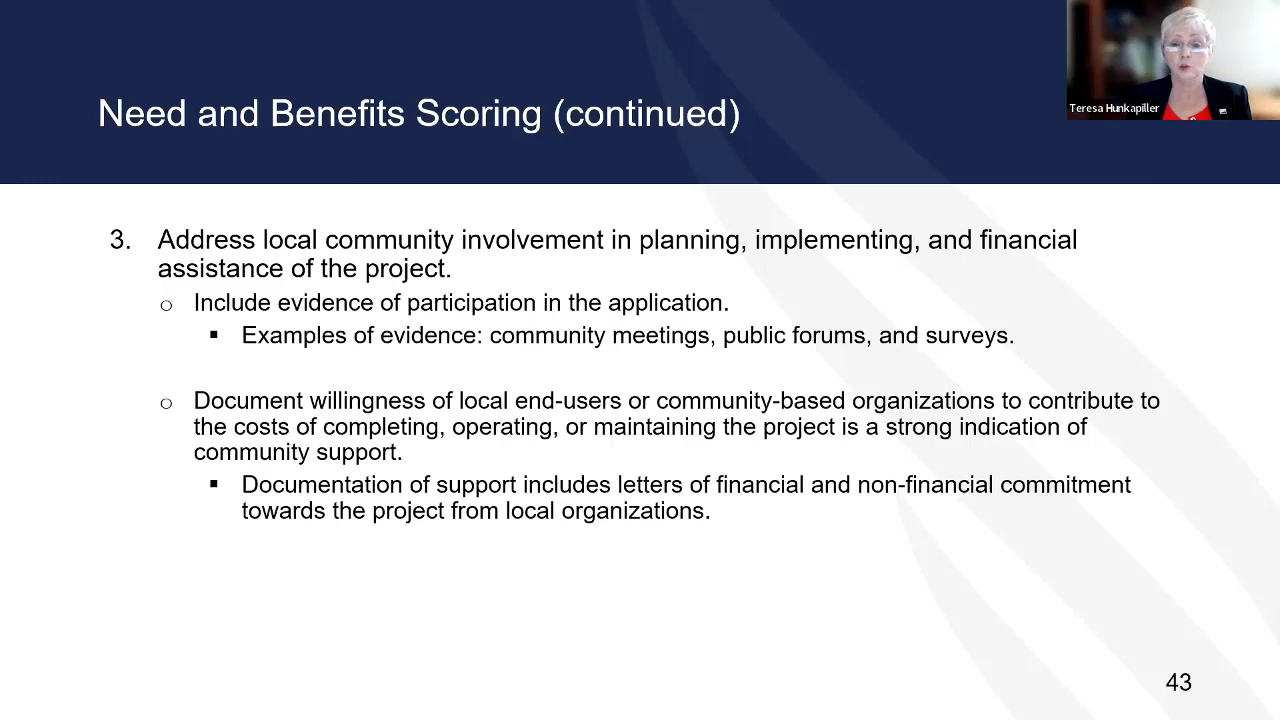 Teresa Hunkapiller
Need and Benefits Scoring (continued)
3. Address local community involvement in planning, implementing, and financial
assistance of the project.
o Include evidence of participation in the application.
▪ Examples of evidence: community meetings, public forums, and surveys.
o Document willingness of local end-users or community-based organizations to contribute to
the costs of completing, operating, or maintaining the project is a strong indication of
community support.
▪ Documentation of support includes letters of financial and non-financial commitment
towards the project from local organizations.
43